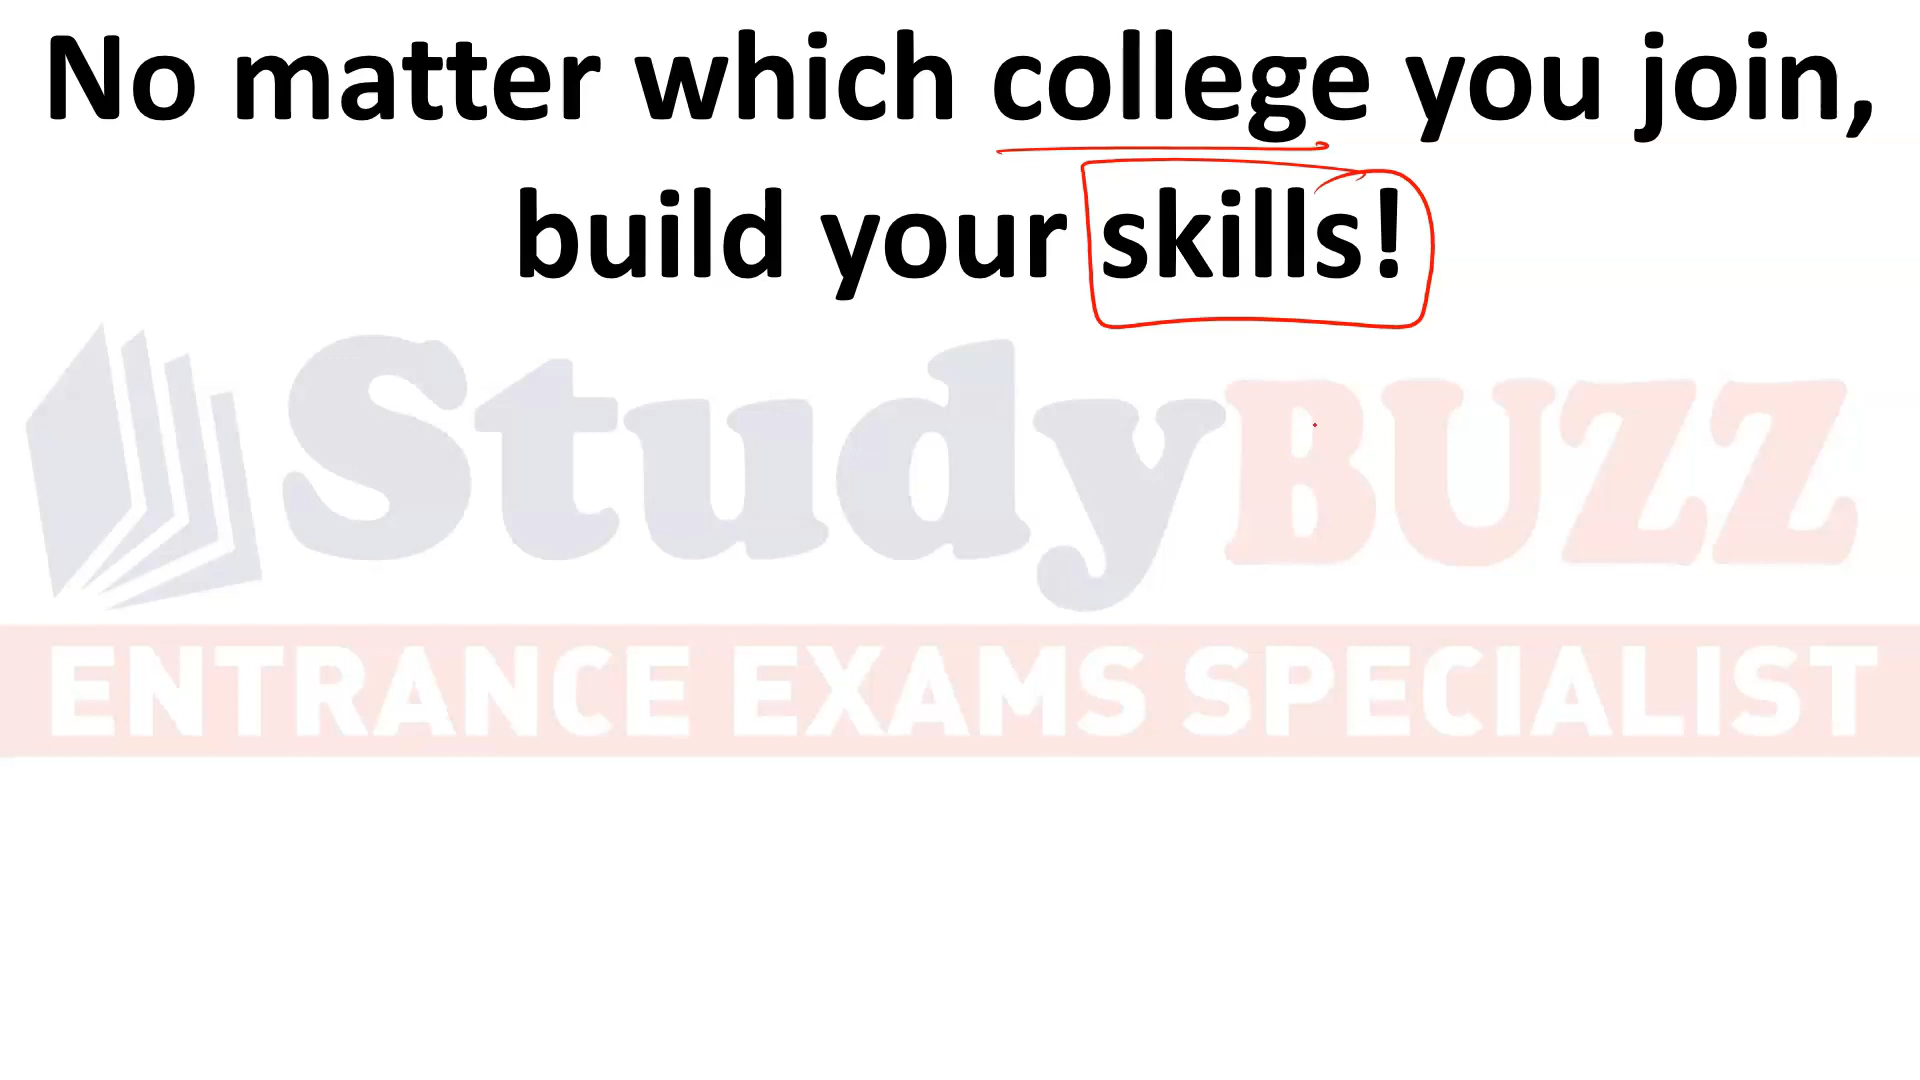 No matter which college you join,
build your skills!
StudyBUZZ
ENTRANCE EXAMS SPECIALIST